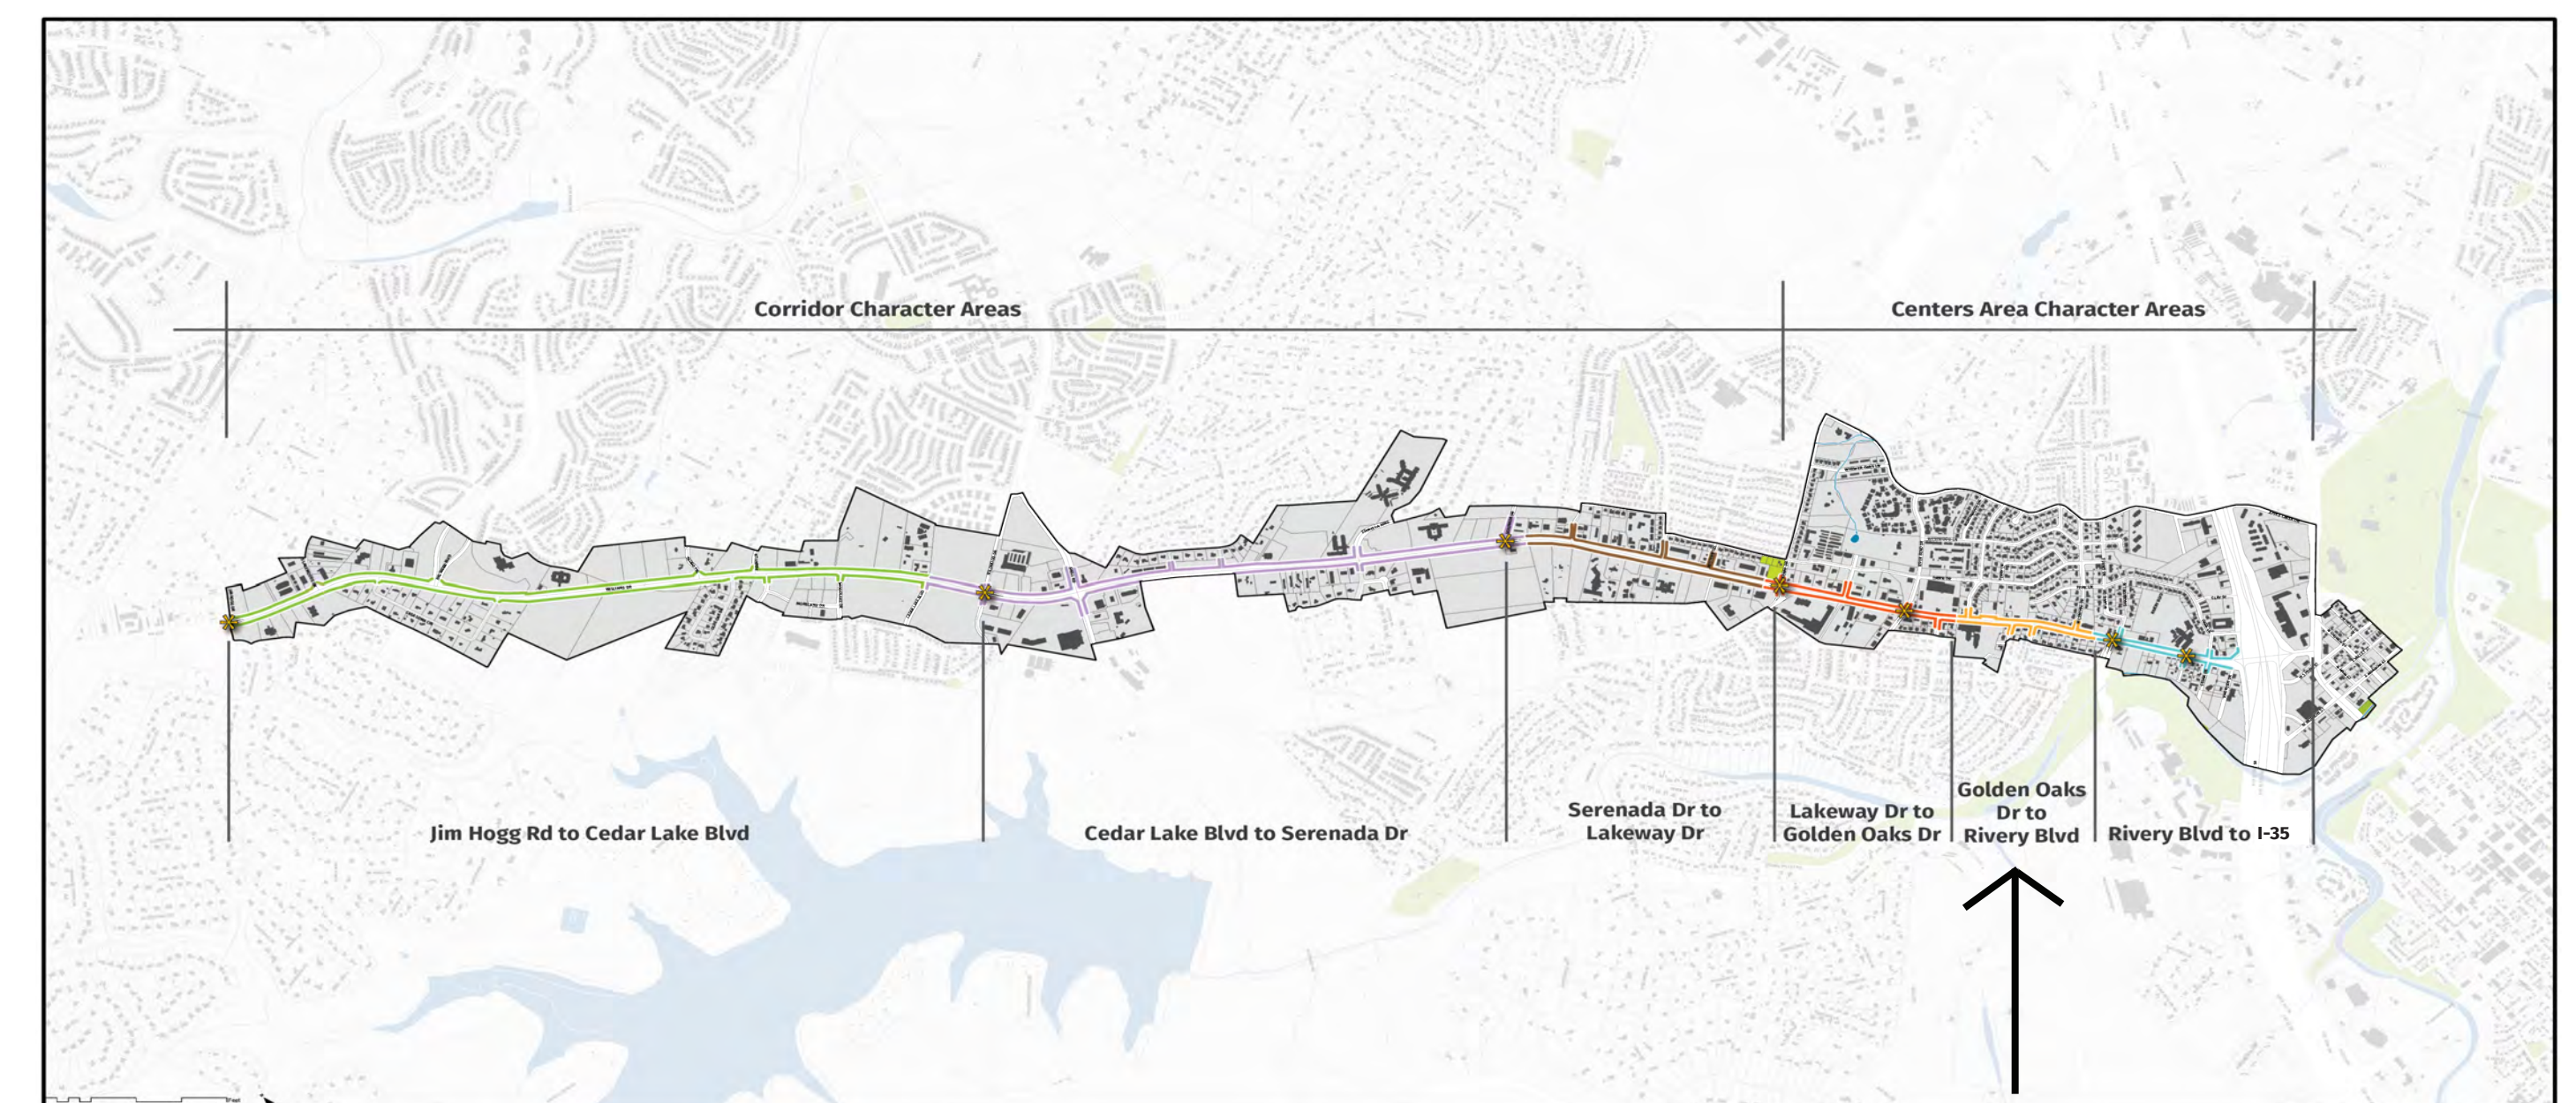 Corridor Character Areas
Centers Area Character Areas
Jim Hogg Rd to Cedar Lake Blvd
Cedar Lake Blvd to Serenada Dr
Serenada Dr to
Lakeway Dr
Lakeway Dr to
Golden Oaks Dr
Golden Oaks
Dr to
Rivery Blvd
Rivery Blvd to I-35